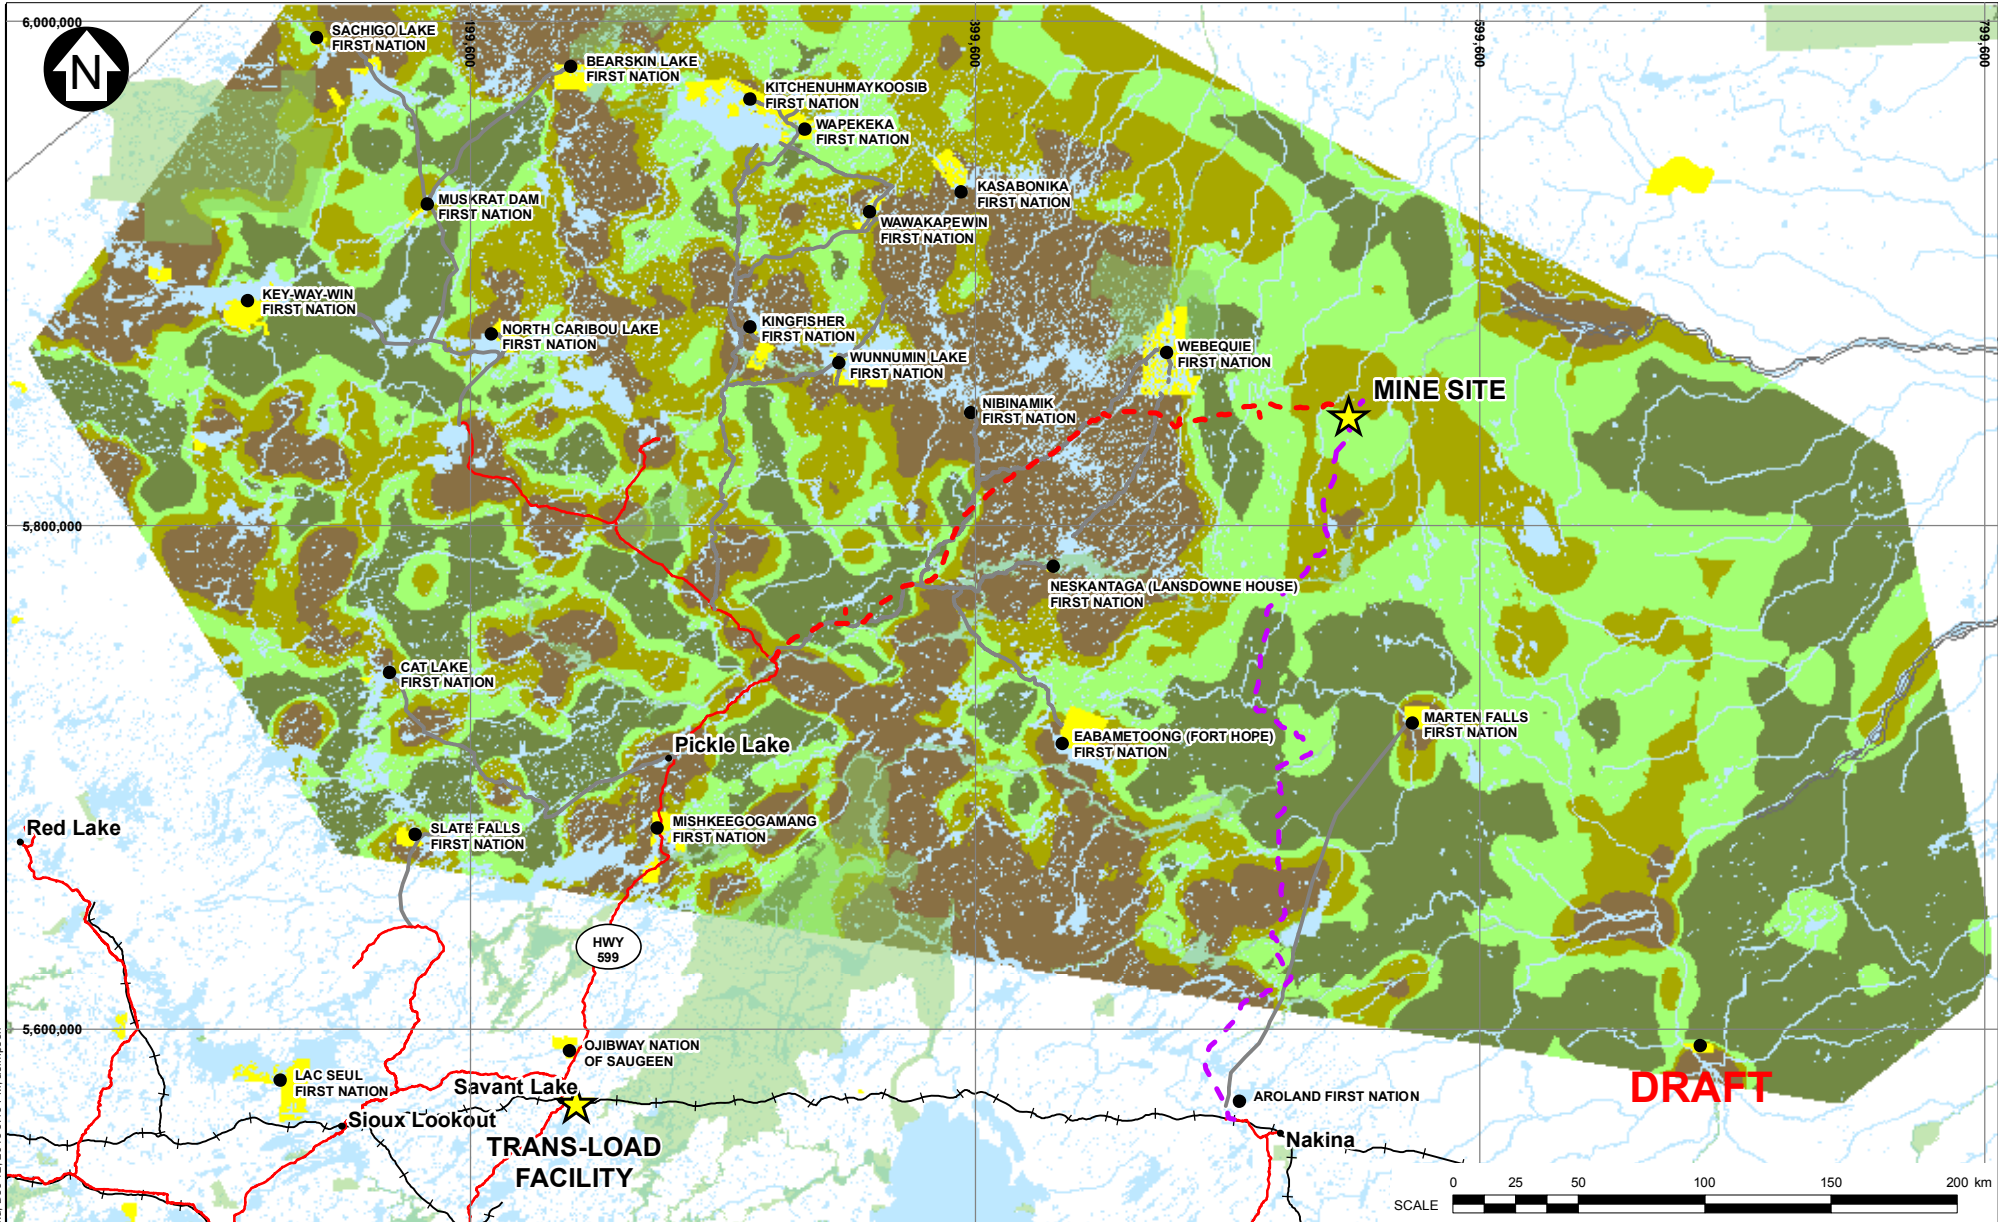 6,000,000
199,600
399,600
599,600
799,600
N
SACHIGO LAKE
FIRST NATION
BEARSKIN LAKE
FIRST NATION
KITCHENUHMAYKOOSIB
FIRST NATION
WAPEKEKA
FIRST NATION
KASABONIKA
FIRST NATION
MUSKRAT DAM
FIRST NATION
WAWAKAPEWIN
FIRST NATION
KEY-WAY-WIN
FIRST NATION
NORTH CARIBOU LAKE
FIRST NATION
KINGFISHER
FIRST NATION
WUNNUMIN LAKE
FIRST NATION
WEBEQUIE
FIRST NATION
MINE SITE
NIBINAMIK
FIRST NATION
5,800,000
NESKANTAGA (LANSDOWNE HOUSE)
FIRST NATION
CAT LAKE
FIRST NATION
MARTEN FALLS
FIRST NATION
EABAMETOONG (FORT HOPE)
FIRST NATION
Pickle Lake
Red Lake
SLATE FALLS
FIRST NATION
MISHKEEGOGAMANG
FIRST NATION
HWY
599
5,600,000
OJIBWAY NATION
OF SAUGEEN
LAC SEUL
FIRST NATION
Savant Lake
Sioux Lookout
TRANS-LOAD
FACILITY
AROLAND FIRST NATION
Nakina
DRAFT
0 25 50 100 150 200 km
SCALE